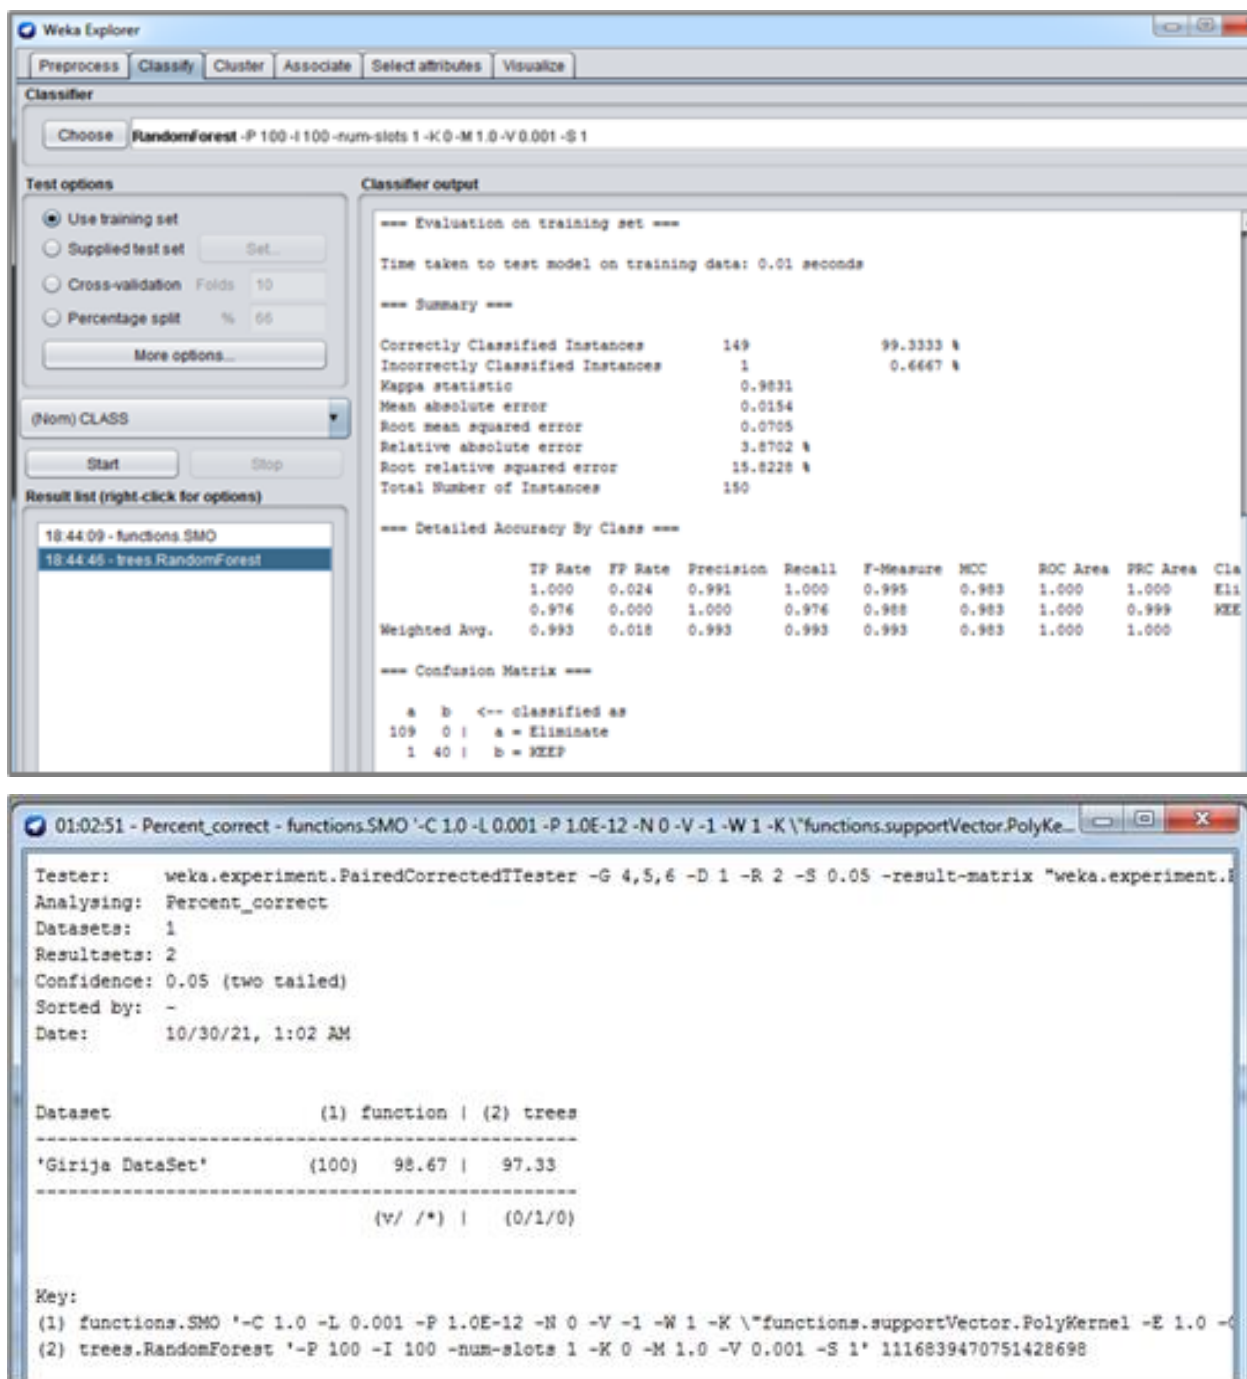 Weka Explorer
Preprocess Classify Cluster Associate Select attributes Visualize
Classifier
Choose RandomForest -P 100 -I 100 -num-slots 1 -K 0 -M 1.0 -V 0.001 -S 1
Test options
Use training set
Supplied test set Set...
Cross-validation Folds 10
Percentage split % 66
More options...
(Nom) CLASS
Start Stop
Result list (right-click for options)
18:44:09 - functions.SMO
18:44:46 - trees.RandomForest
Classifier output
=== Evaluation on training set ===
Time taken to test model on training data: 0.01 seconds
=== Summary ===
Correctly Classified Instances 149 99.3333 %
Incorrectly Classified Instances 1 0.6667 %
Kappa statistic 0.9831
Mean absolute error 0.0154
Root mean squared error 0.0705
Relative absolute error 3.8702 %
Root relative squared error 15.8228 %
Total Number of Instances 150
=== Detailed Accuracy By Class ===
TP Rate FP Rate Precision Recall F-Measure MCC ROC Area PRC Area Cla
1.000 0.024 0.991 1.000 0.995 0.983 1.000 1.000 Eli
0.976 0.000 1.000 0.976 0.988 0.983 1.000 0.999 KEE
Weighted Avg. 0.993 0.018 0.993 0.993 0.993 0.983 1.000 1.000
=== Confusion Matrix ===
a b <-- classified as
109 0 | a = Eliminate
1 40 | b = KEEP
01:02:51 - Percent_correct - functions.SMO '-C 1.0 -L 0.001 -P 1.0E-12 -N 0 -V -1 -W 1 -K \"functions.supportVector.PolyKe...
Tester: weka.experiment.PairedCorrectedTTester -G 4,5,6 -D 1 -R 2 -S 0.05 -result-matrix "weka.experiment.
Analysing: Percent_correct
Datasets: 1
Resultsets: 2
Confidence: 0.05 (two tailed)
Sorted by: -
Date: 10/30/21, 1:02 AM
Dataset (1) function | (2) trees
--------------------------------------------------
'Girija DataSet' (100) 98.67 | 97.33
--------------------------------------------------
(v/ /*) | (0/1/0)
Key:
(1) functions.SMO '-C 1.0 -L 0.001 -P 1.0E-12 -N 0 -V -1 -W 1 -K \"functions.supportVector.PolyKernel -E 1.0 -
(2) trees.RandomForest '-P 100 -I 100 -num-slots 1 -K 0 -M 1.0 -V 0.001 -S 1' 1116839470751428698